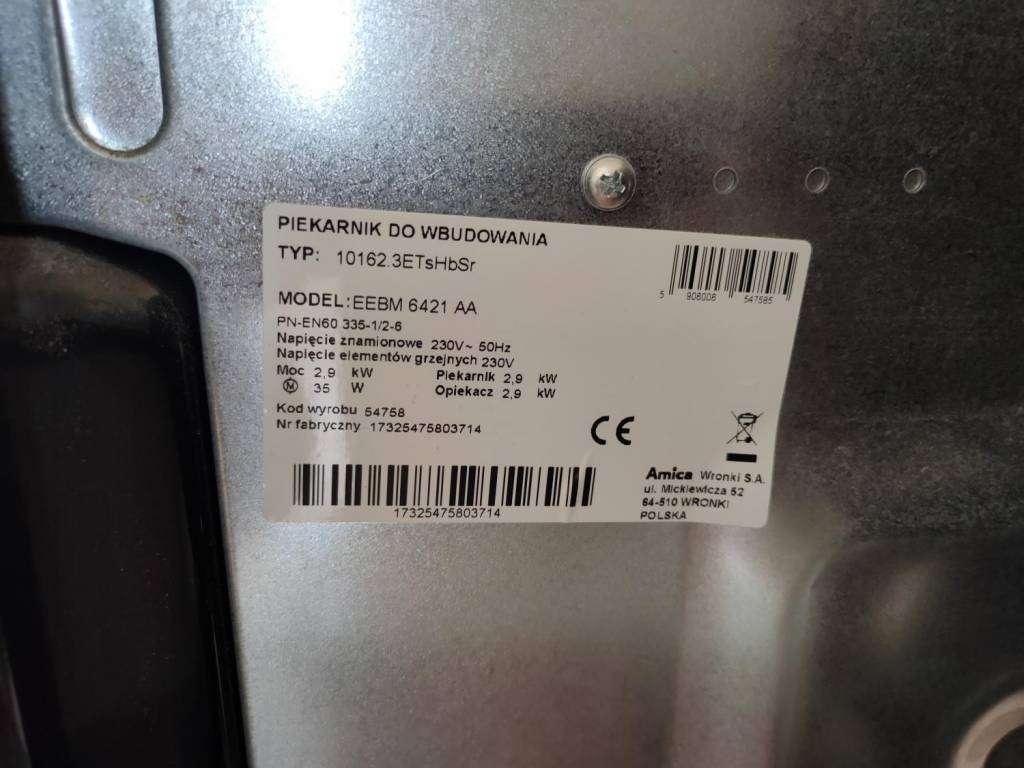 PIEKARNIK DO WBUDOWANIA
TYP: 10162.3ETsHbSr
5 908006 547585
MODEL: EEBM 6421 AA
PN-EN60 335-1/2-6
Napięcie znamionowe 230V~ 50Hz
Napięcie elementów grzejnych 230V
Moc 2,9 kW Piekarnik 2,9 kW
M 35 W Opiekacz 2,9 kW
Kod wyrobu 54758
Nr fabryczny 17325475803714
CE
17325475803714
Amica Wronki S.A.
ul. Mickiewicza 52
64-510 WRONKI
POLSKA